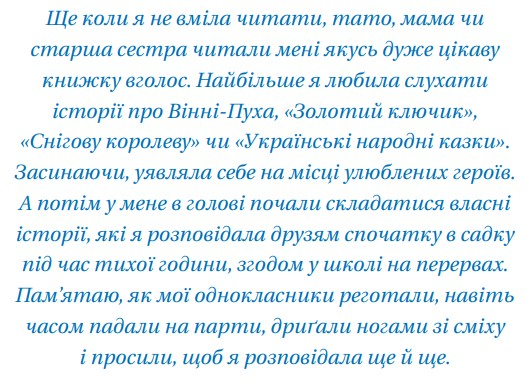 Ще коли я не вміла читати, тато, мама чи
старша сестра читали мені якусь дуже цікаву
книжку вголос. Найбільше я любила слухати
історії про Вінні-Пуха, «Золотий ключик»,
«Снігову королеву» чи «Українські народні казки».
Засинаючи, уявляла себе на місці улюблених героїв.
А потім у мене в голові почали складатися власні
історії, які я розповідала друзям спочатку в садку
під час тихої години, згодом у школі на перервах.
Пам’ятаю, як мої однокласники реготали, навіть
часом падали на парти, дриґали ногами зі сміху
і просили, щоб я розповідала ще й ще.